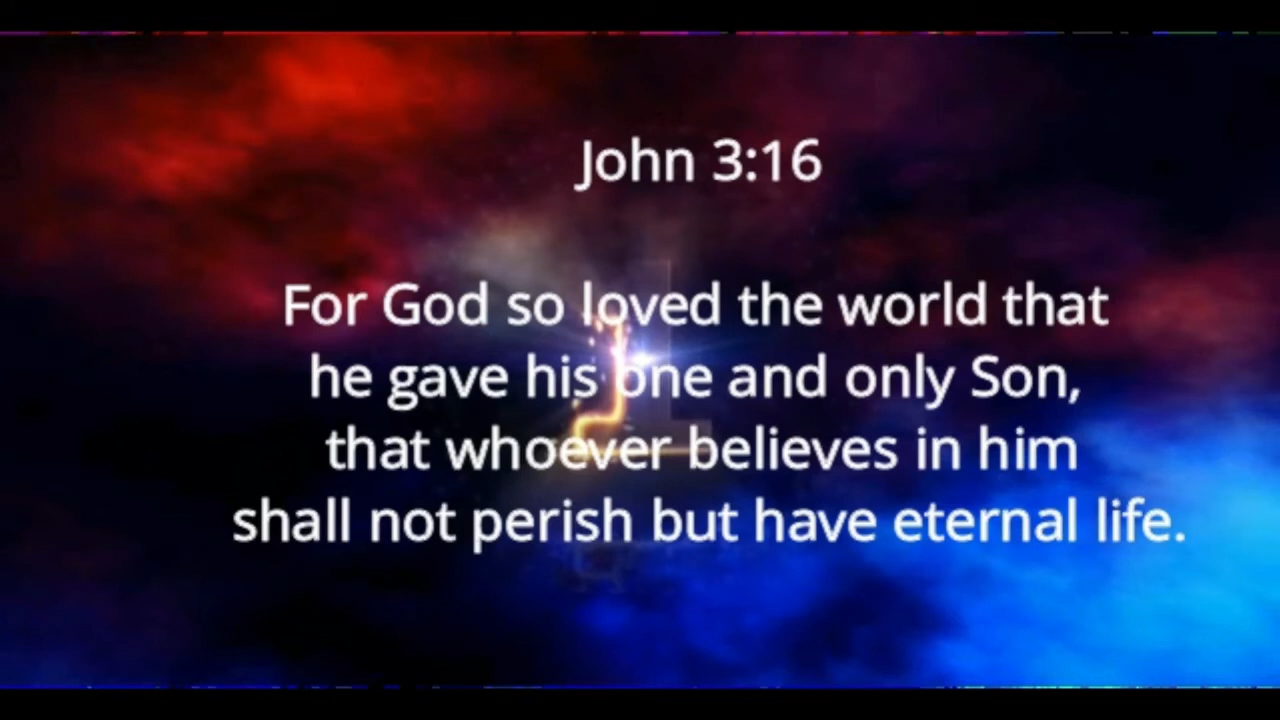 John 3:16
For God so loved the world that
he gave his one and only Son,
that whoever believes in him
shall not perish but have eternal life.